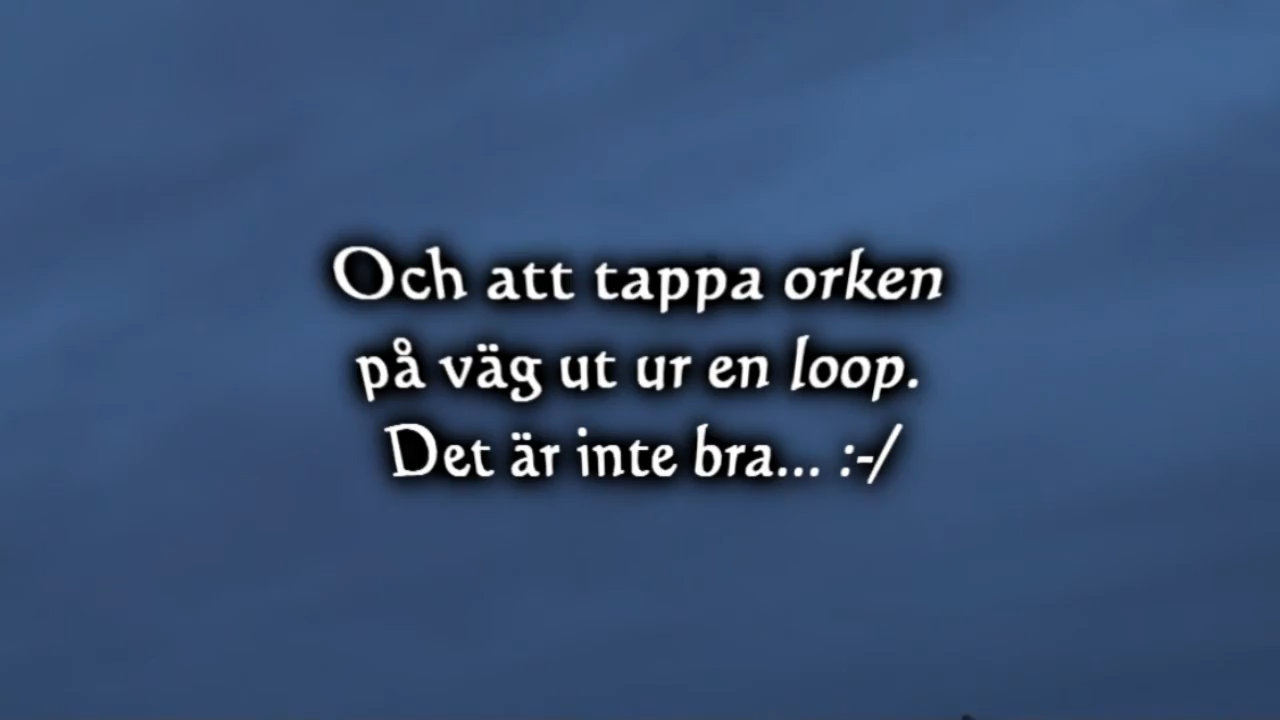 Och att tappa orken
på väg ut ur en loop.
Det är inte bra... :-/